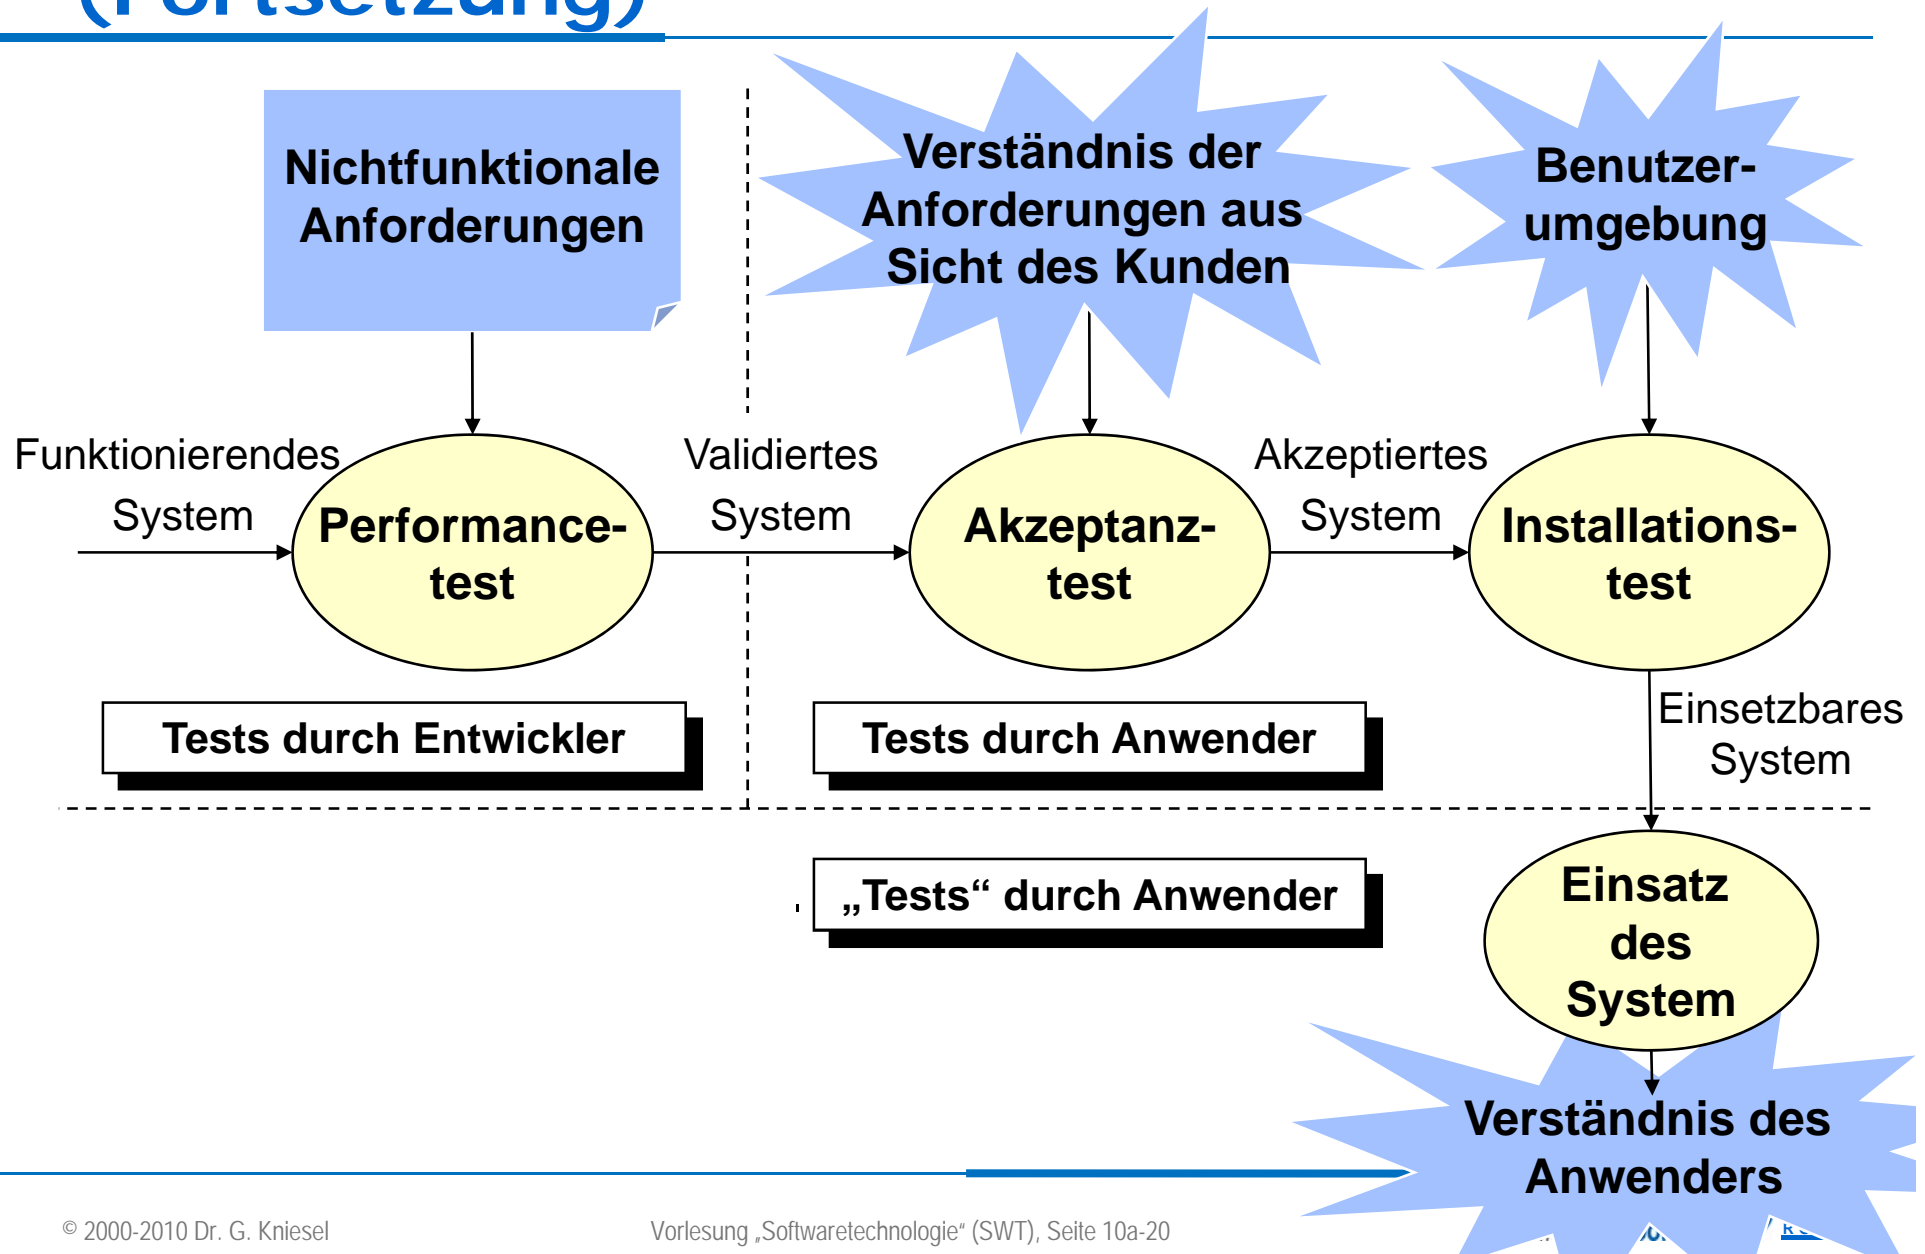 (Fortsetzung)
Nichtfunktionale
Anforderungen
Verständnis der
Anforderungen aus
Sicht des Kunden
Benutzer-
umgebung
Funktionierendes
System
Performance-
test
Validiertes
System
Akzeptanz-
test
Akzeptiertes
System
Installations-
test
Tests durch Entwickler
Tests durch Anwender
Einsetzbares
System
„Tests“ durch Anwender
Einsatz
des
System
Verständnis des
Anwenders
© 2000-2010 Dr. G. Kniesel
Vorlesung „Softwaretechnologie“ (SWT), Seite 10a-20